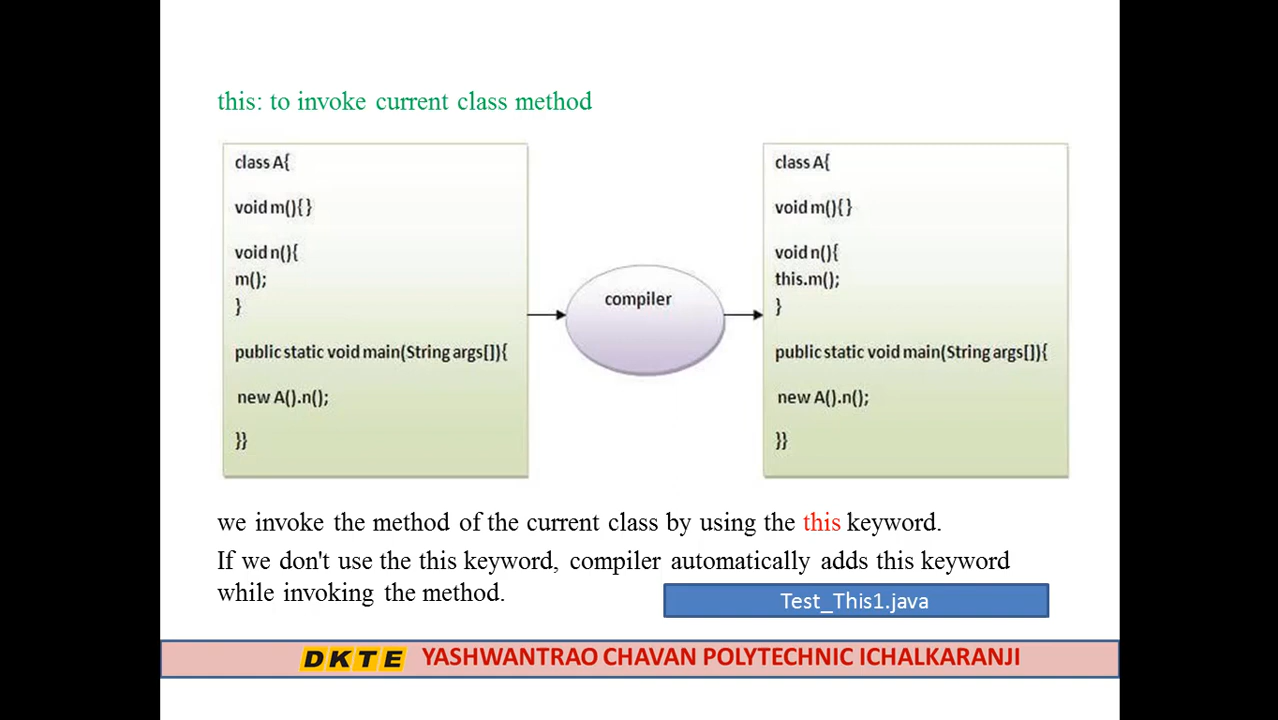 this: to invoke current class method
class A{
void m(){ }
void n(){
m();
}
public static void main(String args[]){
new A().n();
}}
compiler
class A{
void m(){ }
void n(){
this.m();
}
public static void main(String args[]){
new A().n();
}}
we invoke the method of the current class by using the this keyword.
If we don't use the this keyword, compiler automatically adds this keyword
while invoking the method.
Test_This1.java
DKTE YASHWANTRAO CHAVAN POLYTECHNIC ICHALKARANJI